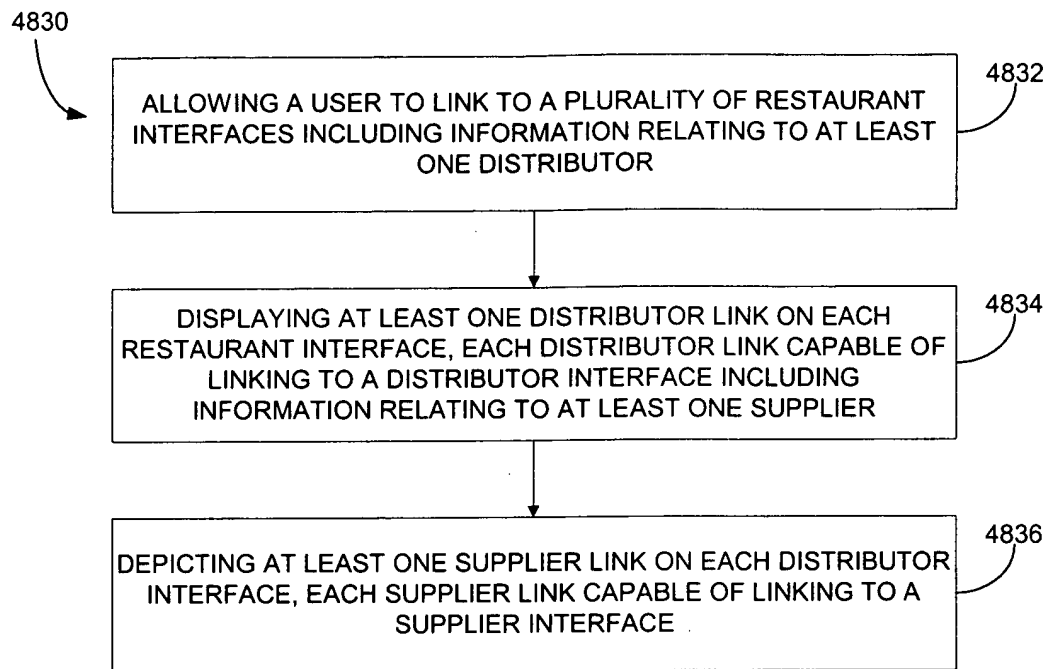 4830
4832
ALLOWING A USER TO LINK TO A PLURALITY OF RESTAURANT
INTERFACES INCLUDING INFORMATION RELATING TO AT LEAST
ONE DISTRIBUTOR
4834
DISPLAYING AT LEAST ONE DISTRIBUTOR LINK ON EACH
RESTAURANT INTERFACE, EACH DISTRIBUTOR LINK CAPABLE OF
LINKING TO A DISTRIBUTOR INTERFACE INCLUDING
INFORMATION RELATING TO AT LEAST ONE SUPPLIER
4836
DEPICTING AT LEAST ONE SUPPLIER LINK ON EACH DISTRIBUTOR
INTERFACE, EACH SUPPLIER LINK CAPABLE OF LINKING TO A
SUPPLIER INTERFACE